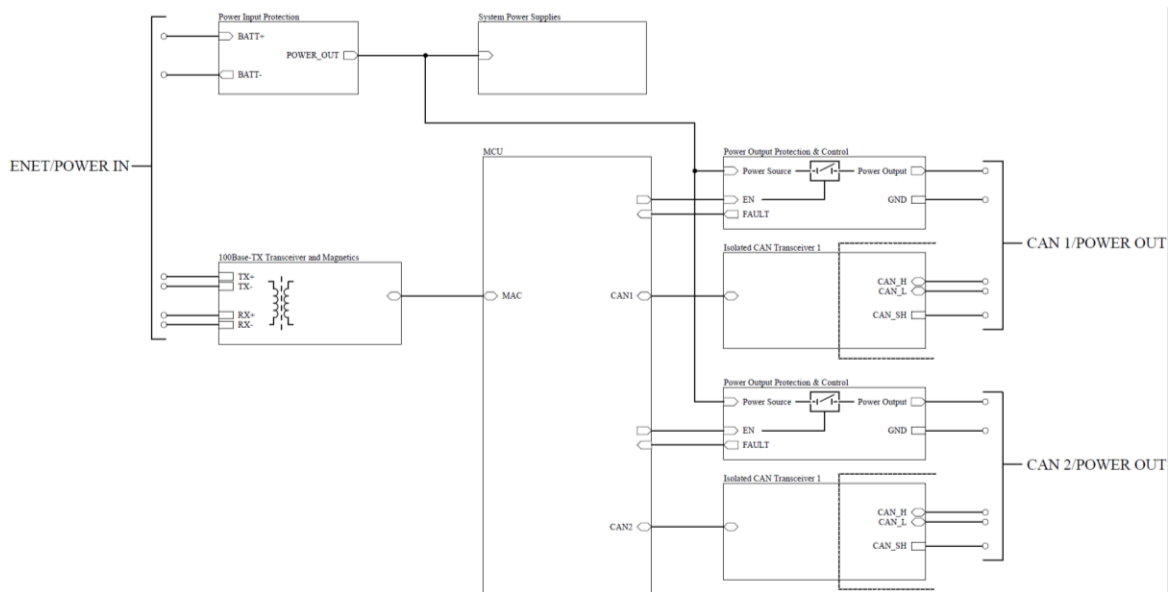 Power Input Protection
System Power Supplies
BATT+
POWER_OUT
BATT-
ENET/POWER IN
MCU
Power Output Protection & Control
Power Source
Power Output
EN
GND
FAULT
CAN 1/POWER OUT
100Base-TX Transceiver and Magnetics
TX+
TX-
RX+
RX-
MAC
CAN1
Isolated CAN Transceiver 1
CAN_H
CAN_L
CAN_SH
Power Output Protection & Control
Power Source
Power Output
EN
GND
FAULT
CAN 2/POWER OUT
Isolated CAN Transceiver 1
CAN2
CAN_H
CAN_L
CAN_SH